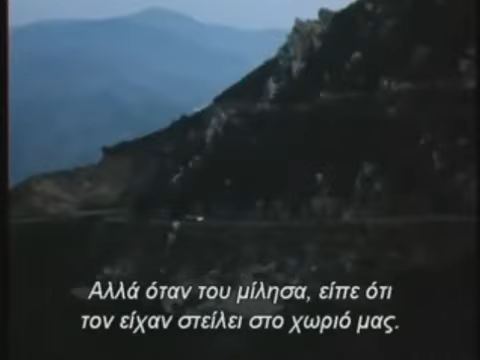 Αλλά όταν του μίλησα, είπε ότι
τον είχαν στείλει στο χωριό μας.